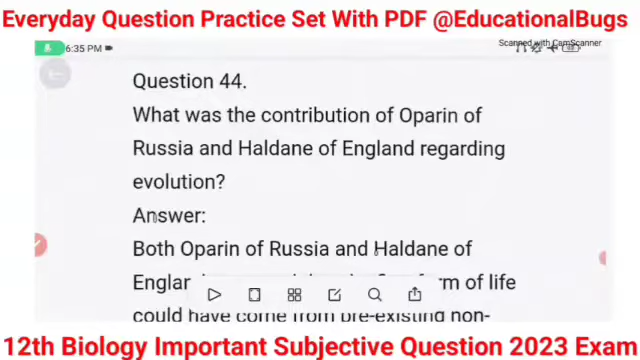 Everyday Question Practice Set With PDF @EducationalBugs
6:35 PM
Scanned with CamScanner
Question 44.
What was the contribution of Oparin of
Russia and Haldane of England regarding
evolution?
Answer:
Both Oparin of Russia and Haldane of
of life
could have come from pre-existing non-
12th Biology Important Subjective Question 2023 Exam